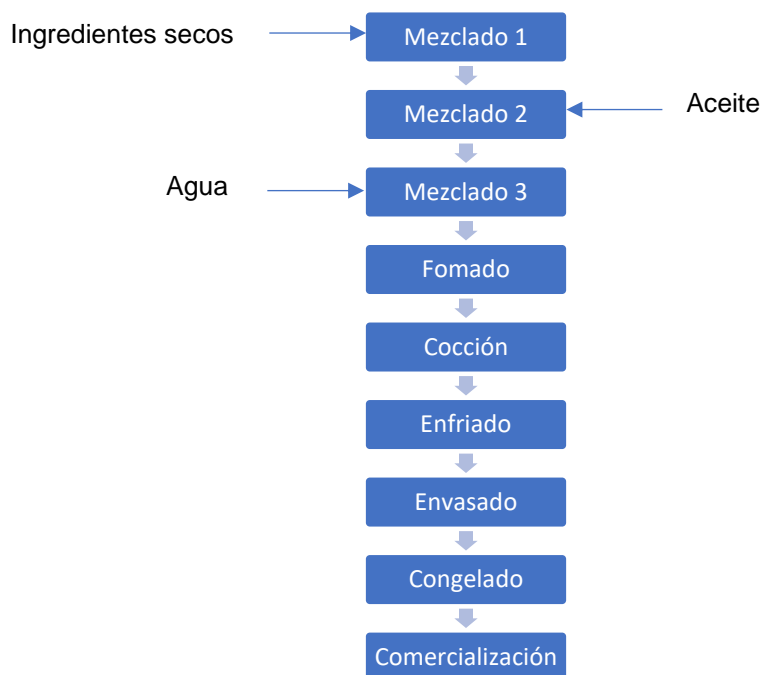 Ingredientes secos
Mezclado 1
Mezclado 2
Aceite
Agua
Mezclado 3
Fomado
Cocción
Enfriado
Envasado
Congelado
Comercialización